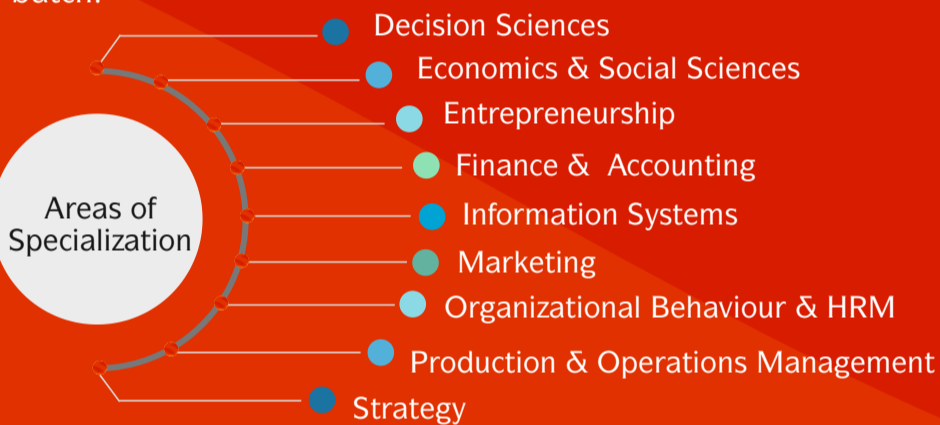 Decision Sciences
Economics & Social Sciences
Entrepreneurship
Finance & Accounting
Areas of
Specialization
Information Systems
Marketing
Organizational Behaviour & HRM
Production & Operations Management
Strategy